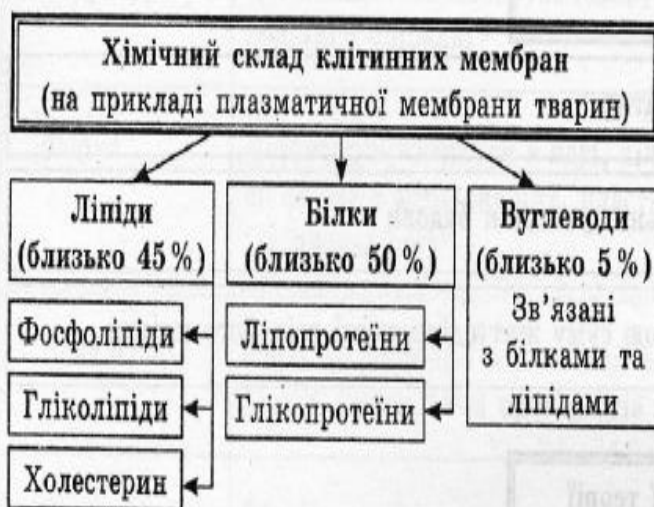 Хімічний склад клітинних мембран
(на прикладі плазматичної мембрани тварин)
Ліпіди
(близько 45 %)
Фосфоліпіди
Гліколіпіди
Холестерин
Білки
(близько 50 %)
Ліпопротеїни
Глікопротеїни
Вуглеводи
(близько 5 %)
Зв’язані
з білками та
ліпідами